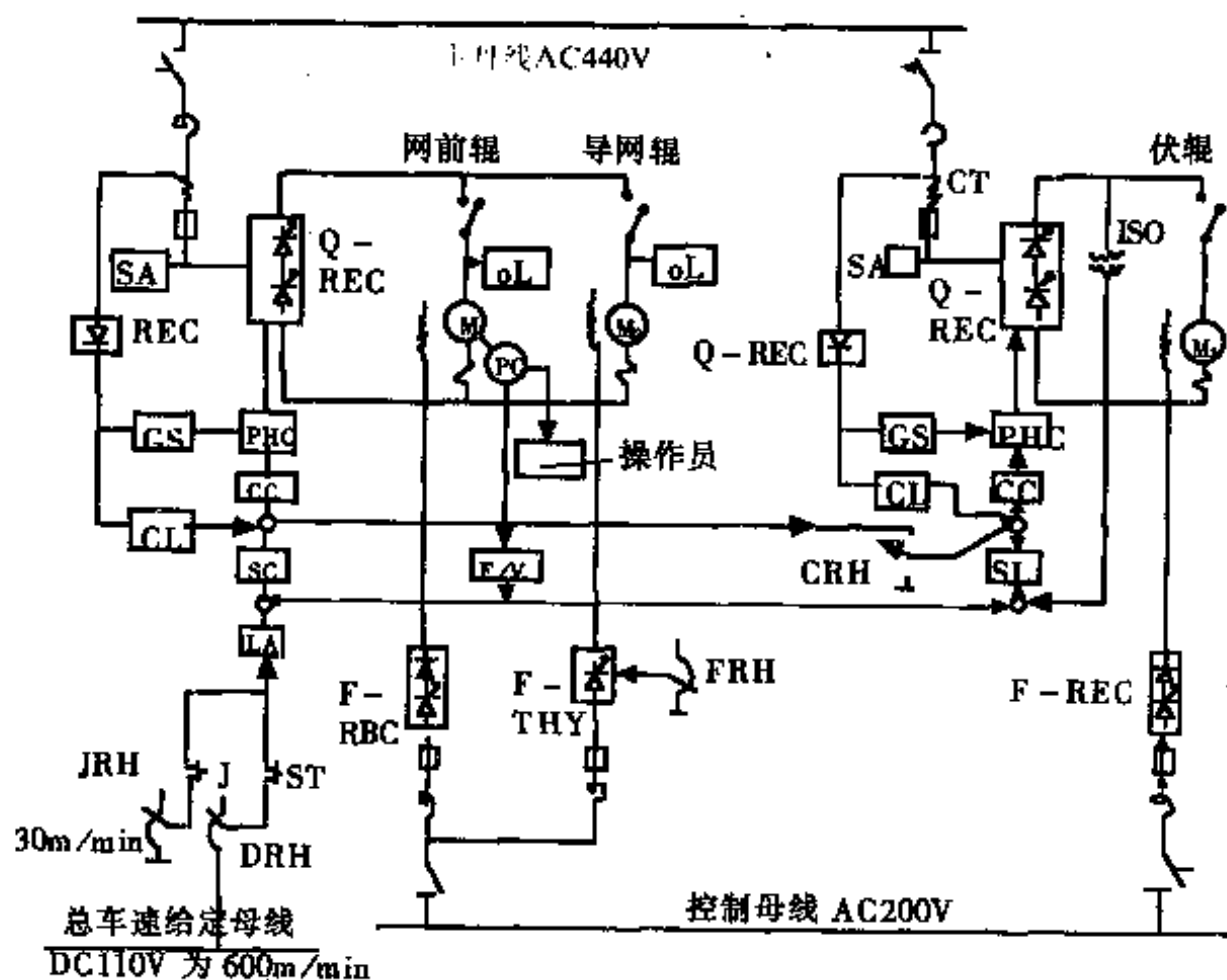 母线AC440V
网前辊
导网辊
伏辊
CT
ISO
SA
Q-
REC
oL
oL
SA
Q-
REC
REC
M
PG
Q-REC
GS
PHC
操作员
GS
PHC
CC
CL
CC
CL
SC
F/V
CRH
SL
LA
F-
RBC
F-
THY
FRH
F-REC
JRH
J
ST
30m/min
DRH
总车速给定母线
控制母线 AC200V
DC110V 为 600m/min